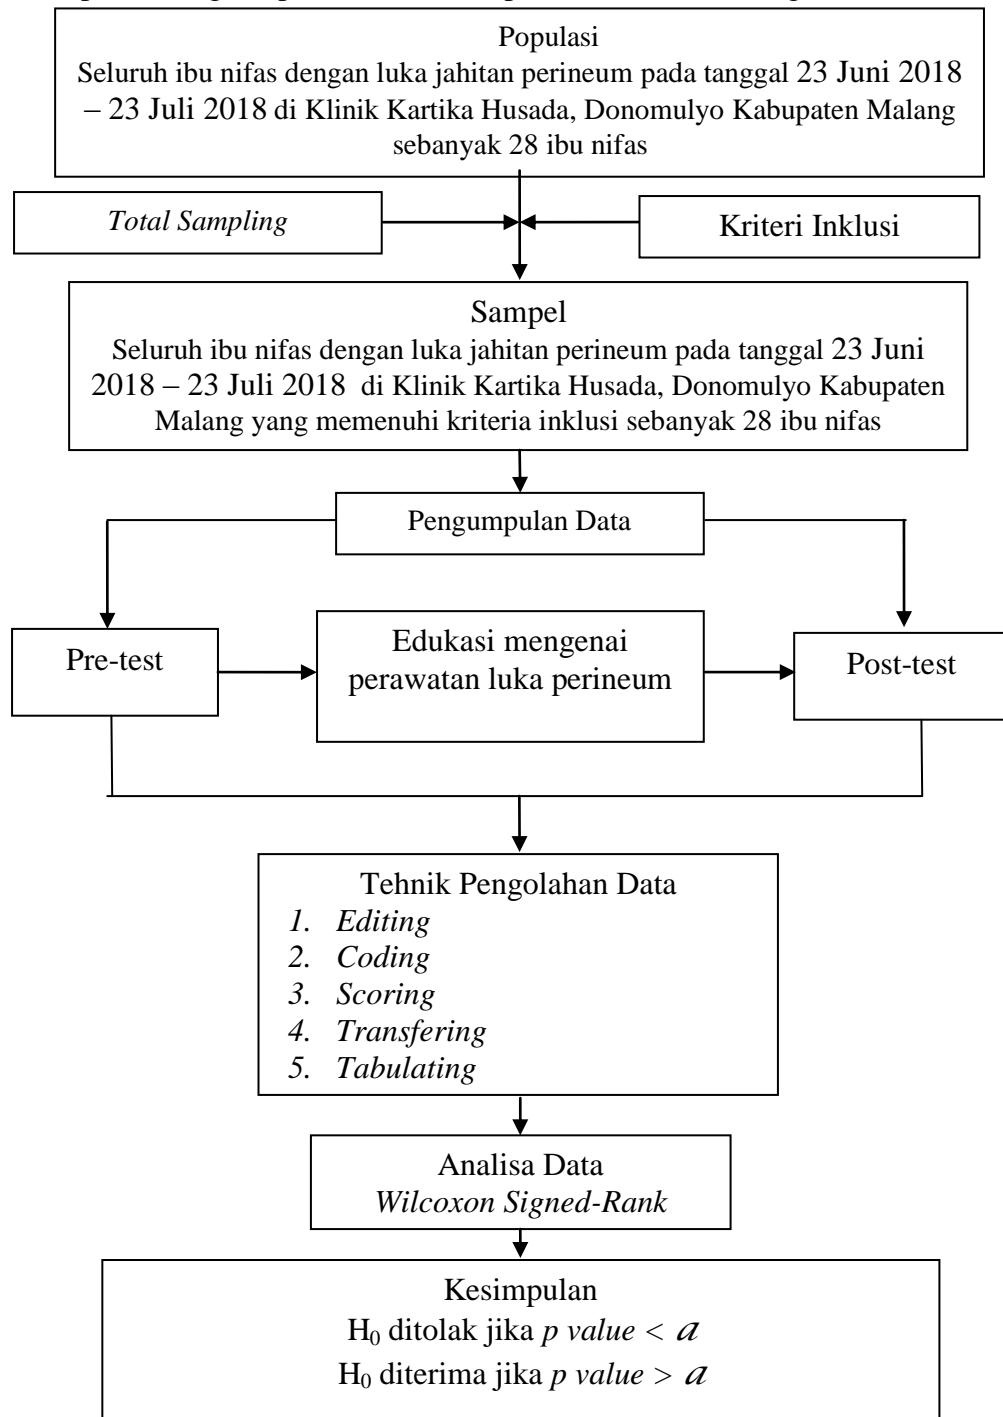 Populasi
Seluruh ibu nifas dengan luka jahitan perineum pada tanggal 23 Juni 2018
– 23 Juli 2018 di Klinik Kartika Husada, Donomulyo Kabupaten Malang
sebanyak 28 ibu nifas
Total Sampling
Kriteri Inklusi
Sampel
Seluruh ibu nifas dengan luka jahitan perineum pada tanggal 23 Juni
2018 – 23 Juli 2018 di Klinik Kartika Husada, Donomulyo Kabupaten
Malang yang memenuhi kriteria inklusi sebanyak 28 ibu nifas
Pengumpulan Data
Pre-test
Edukasi mengenai
perawatan luka perineum
Post-test
Tehnik Pengolahan Data
1. Editing
2. Coding
3. Scoring
4. Transfering
5. Tabulating
Analisa Data
Wilcoxon Signed-Rank
Kesimpulan
H₀ ditolak jika p value < a
H₀ diterima jika p value > a